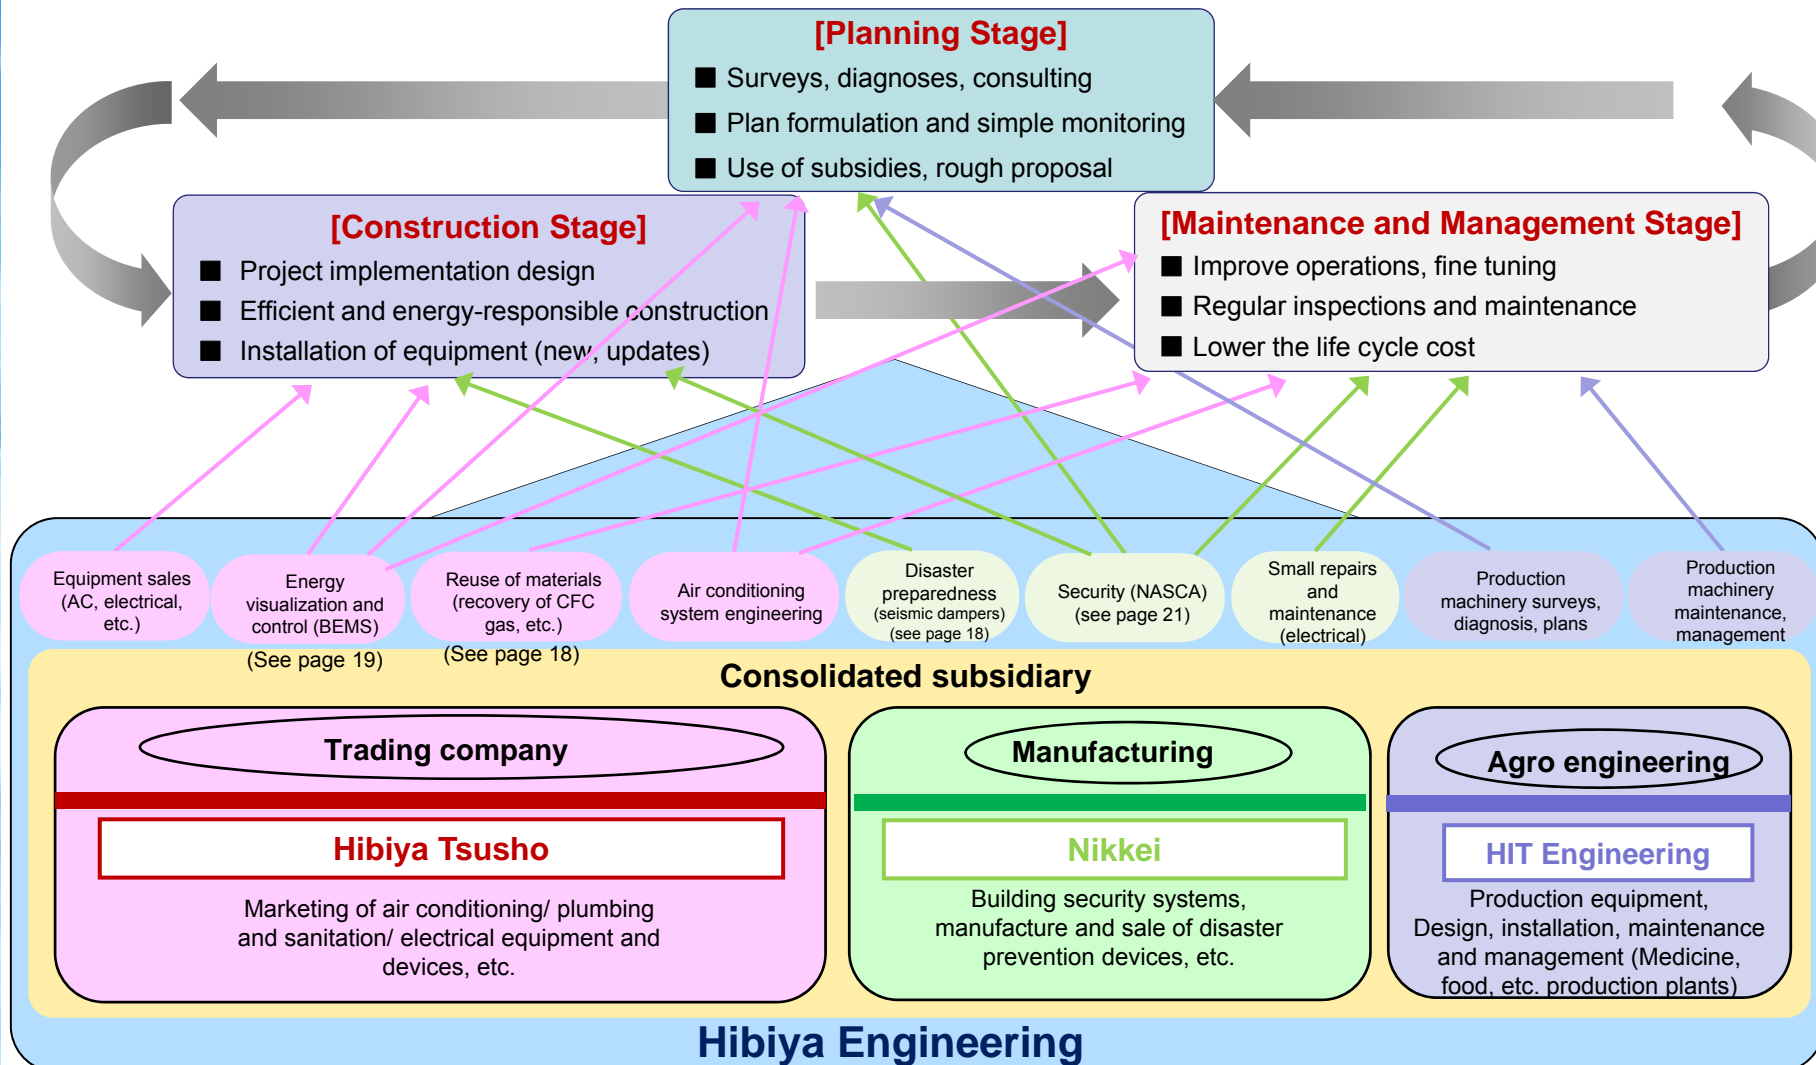 [Planning Stage]
■ Surveys, diagnoses, consulting
■ Plan formulation and simple monitoring
■ Use of subsidies, rough proposal
[Construction Stage]
■ Project implementation design
■ Efficient and energy-responsible construction
■ Installation of equipment (new, updates)
[Maintenance and Management Stage]
■ Improve operations, fine tuning
■ Regular inspections and maintenance
■ Lower the life cycle cost
Equipment sales
(AC, electrical,
etc.)
Energy
visualization and
control (BEMS)
(See page 19)
Reuse of materials
(recovery of CFC
gas, etc.)
(See page 18)
Air conditioning
system engineering
Disaster
preparedness
(seismic dampers)
(see page 18)
Security (NASCA)
(see page 21)
Small repairs
and
maintenance
(electrical)
Production
machinery surveys,
diagnosis, plans
Production
machinery
maintenance,
management
Consolidated subsidiary
Trading company
Hibiya Tsusho
Marketing of air conditioning/ plumbing
and sanitation/ electrical equipment and
devices, etc.
Manufacturing
Nikkei
Building security systems,
manufacture and sale of disaster
prevention devices, etc.
Agro engineering
HIT Engineering
Production equipment,
Design, installation, maintenance
and management (Medicine,
food, etc. production plants)
Hibiya Engineering